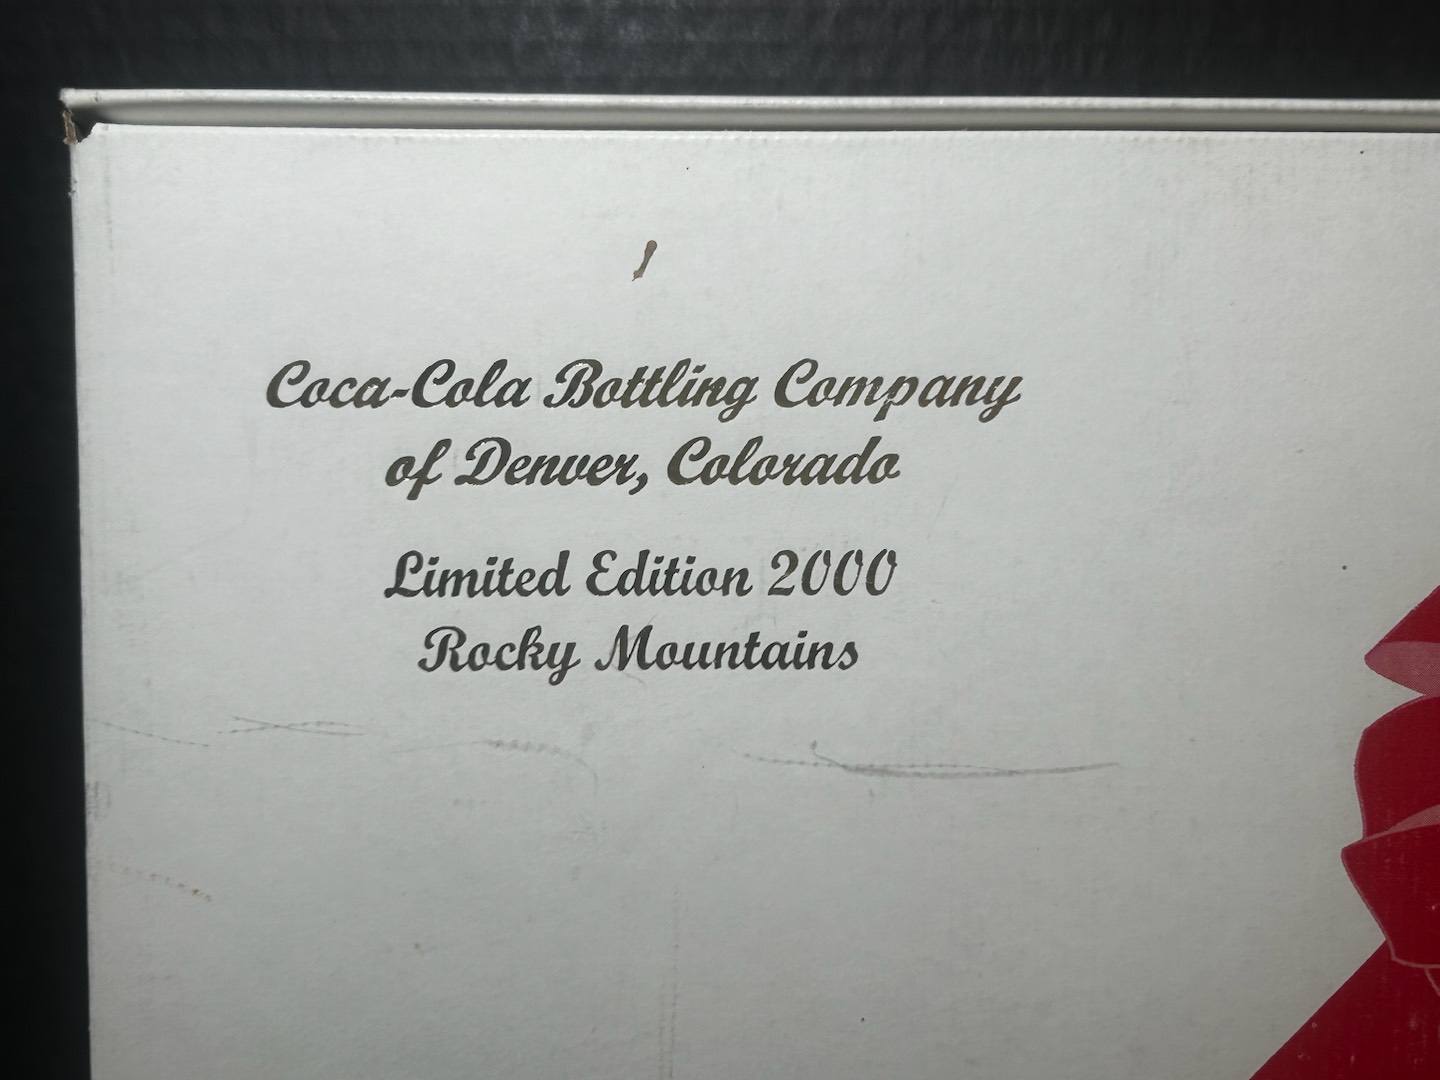 Coca-Cola Bottling Company
of Denver, Colorado
Limited Edition 2000
Rocky Mountains